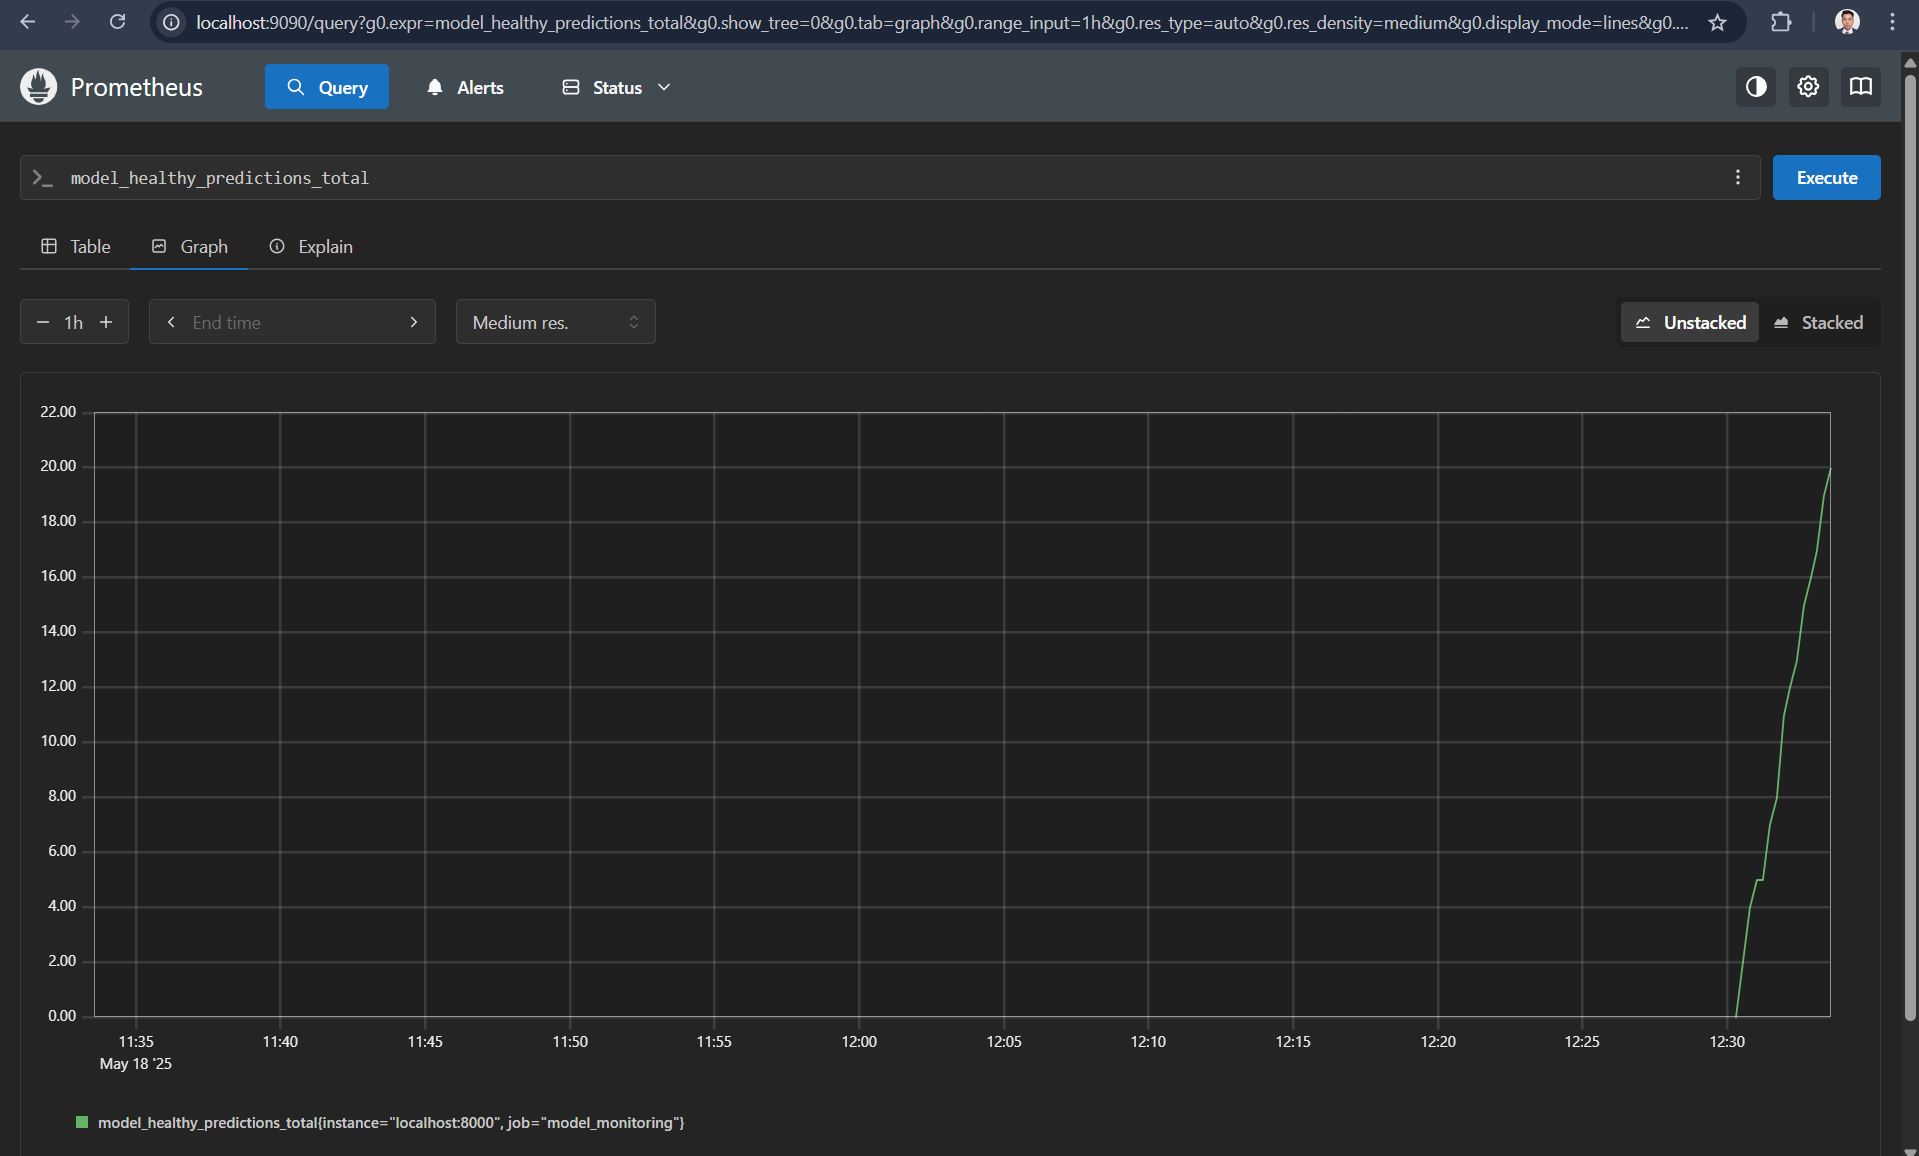 localhost:9090/query?g0.expr=model_healthy_predictions_total&g0.show_tree=0&g0.tab=graph&g0.range_input=1h&g0.res_type=auto&g0.res_density=medium&g0.display_mode=lines&g0....
Prometheus Query Alerts Status
>_ model_healthy_predictions_total Execute
Table Graph Explain
− 1h + End time Medium res. Unstacked Stacked
22.00
20.00
18.00
16.00
14.00
12.00
10.00
8.00
6.00
4.00
2.00
0.00
11:35 11:40 11:45 11:50 11:55 12:00 12:05 12:10 12:15 12:20 12:25 12:30
May 18 '25
model_healthy_predictions_total{instance="localhost:8000", job="model_monitoring"}